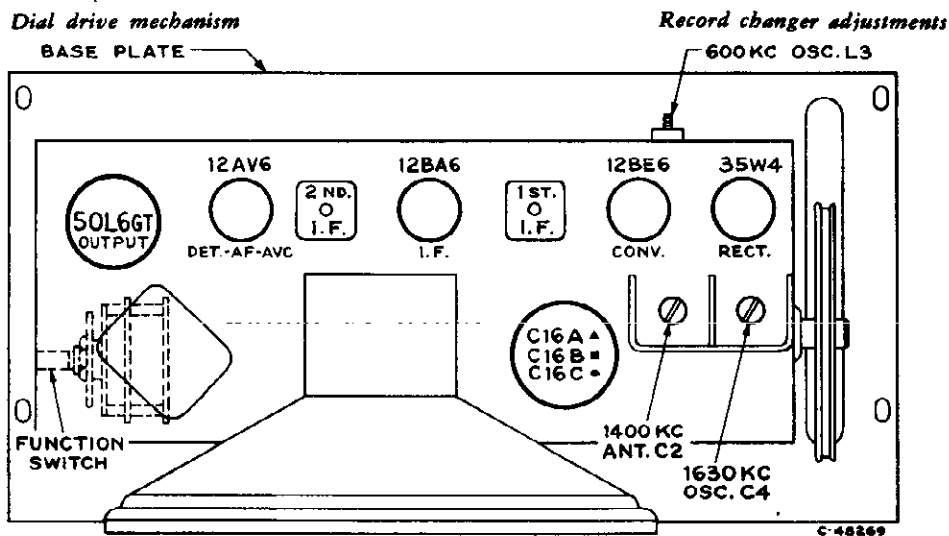 Dial drive mechanism
Record changer adjustments
BASE PLATE
600 KC OSC. L3
12AV6
12BA6
12BE6
35W4
50L6GT
OUTPUT
2 ND.
I.F.
1 ST.
I.F.
DET.-AF-AVC
I.F.
CONV.
RECT.
C16A ▲
C16B ■
C16C ●
FUNCTION
SWITCH
1400 KC
ANT. C2
1630 KC
OSC. C4
C-48269